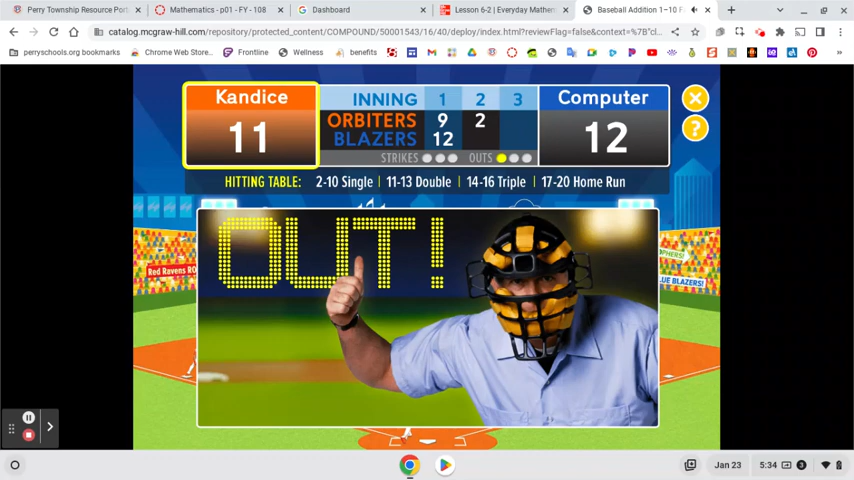 Perry Township Resource Port
Mathematics - p01 - FY - 108
Dashboard
Lesson 6-2 | Everyday Mathe
Baseball Addition 1-10 F
catalog.mcgraw-hill.com/repository/protected_content/COMPOUND/50001543/16/40/deploy/index.html?reviewFlag=false&context=%7B"cl...
perryschools.org bookmarks
Chrome Web Store...
Frontline
Wellness
benefits
Kandice
11
INNING 1 2 3
ORBITERS 9 2
BLAZERS 12
STRIKES OUTS
Computer
12
HITTING TABLE: 2-10 Single | 11-13 Double | 14-16 Triple | 17-20 Home Run
OUT!
Red Ravens RO
OPHERS!
UE BLAZERS!
Jan 23
3
5:34